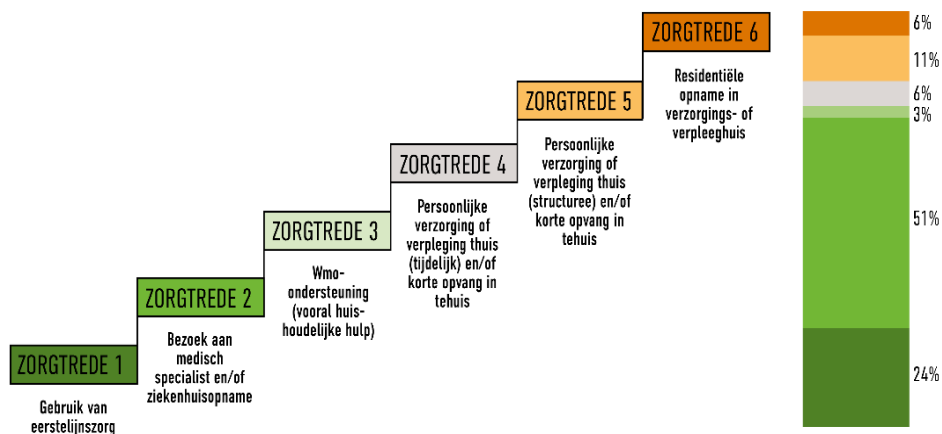 ZORGTREDE 1
Gebruik van
eerstelijnszorg
ZORGTREDE 2
Bezoek aan
medisch
specialist en/of
ziekenhuisopname
ZORGTREDE 3
Wmo-
ondersteuning
(vooral huis-
houdelijke hulp)
ZORGTREDE 4
Persoonlijke
verzorging of
verpleging thuis
(tijdelijk) en/of
korte opvang in
tehuis
ZORGTREDE 5
Persoonlijke
verzorging of
verpleging thuis
(structuree) en/of
korte opvang in
tehuis
ZORGTREDE 6
Residentiële
opname in
verzorgings- of
verpleeghuis
6%
11%
6%
3%
51%
24%